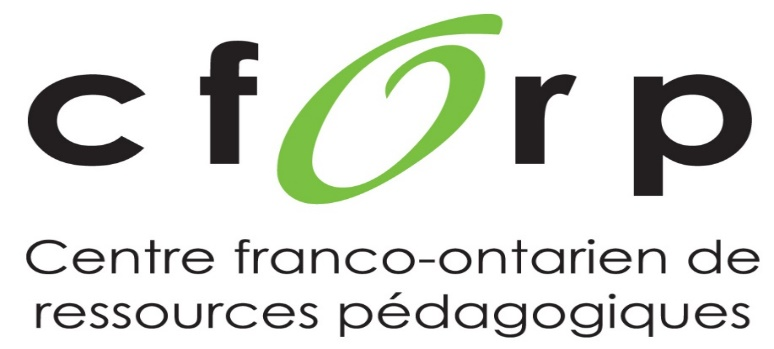 cforp
Centre franco-ontarien de
ressources pédagogiques